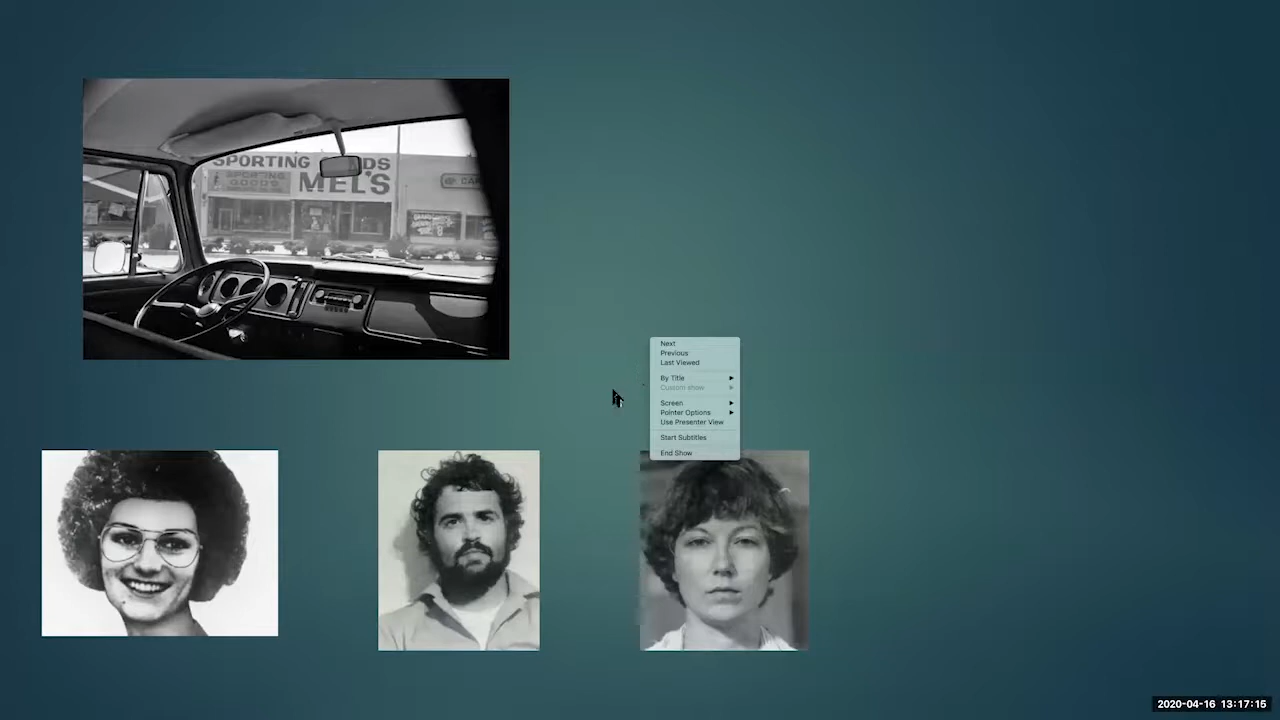 SPORTING
DS
SPORTING
GOODS
MEL'S
Next
Previous
Last Viewed
By Title
Custom show
Screen
Pointer Options
Use Presenter View
Start Subtitles
End Show
2020-04-16 13:17:15